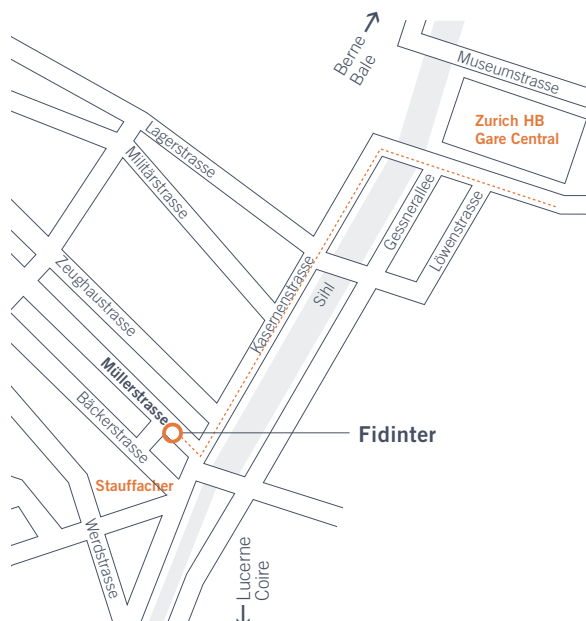 Berne
Bale
Museumstrasse
Zurich HB
Gare Central
Lagerstrasse
Militärstrasse
Gessnerallee
Löwenstrasse
Zeughaustrasse
Kasernenstrasse
Sihl
Müllerstrasse
Bäckerstrasse
Fidinter
Stauffacher
Werdstrasse
Lucerne
Coire